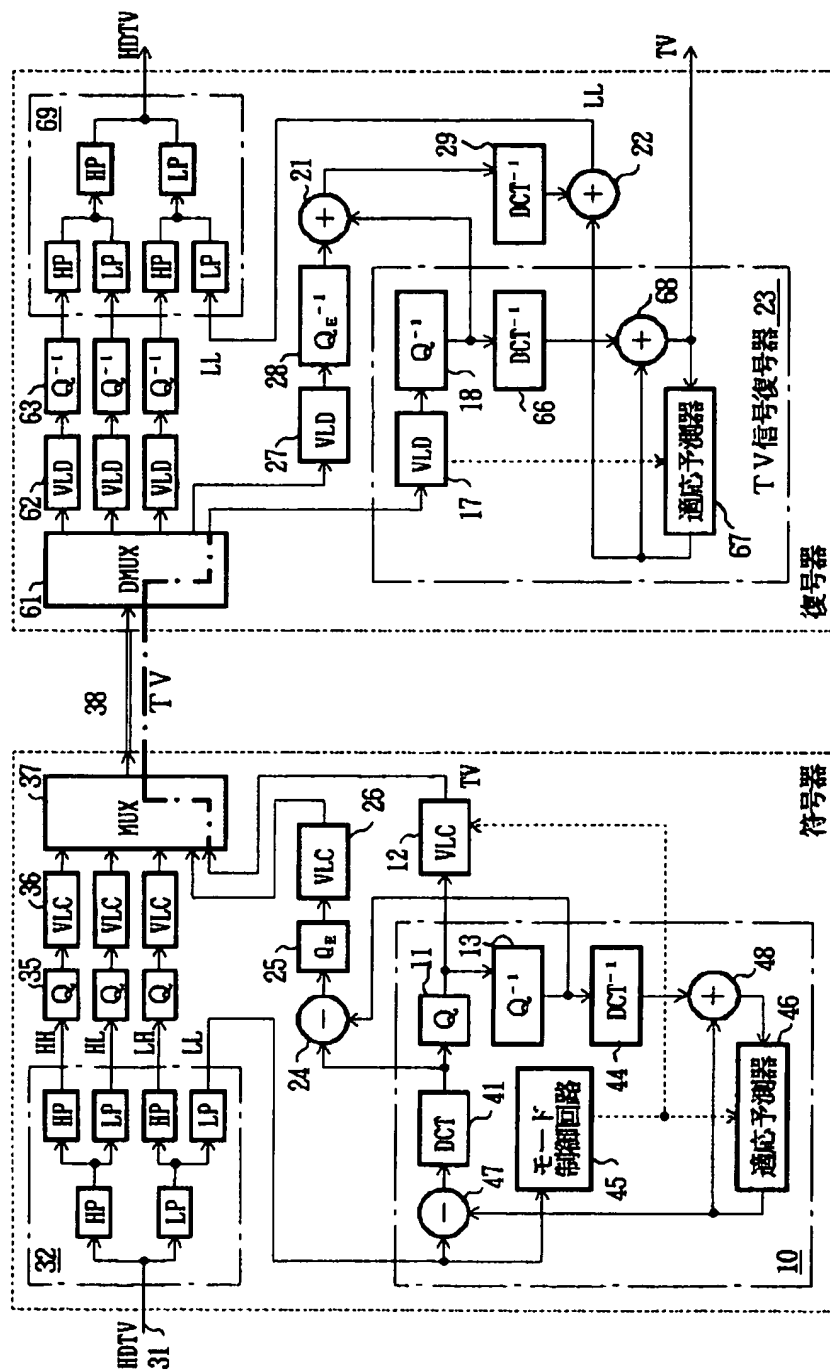 HDTV
31
32
HP
LP
HP
LP
HP
LP
HH
HL
LH
LL
35
Q
Q
Q
36
VLC
VLC
VLC
37
MUX
38
TV
47
−
DCT
41
24
−
25
QE
VLC
26
11
Q
12
VLC
TV
13
Q⁻¹
DCT⁻¹
44
モード
制御回路
45
+
48
46
適応予測器
10
符号器
61
DMUX
62
VLD
VLD
VLD
63
Q⁻¹
Q⁻¹
Q⁻¹
LL
HP
LP
HP
LP
HP
LP
69
HDTV
27
VLD
28
QE⁻¹
21
+
29
DCT⁻¹
LL
+
22
VLD
17
Q⁻¹
18
DCT⁻¹
66
+
68
適応予測器
67
TV信号復号器 23
TV
復号器